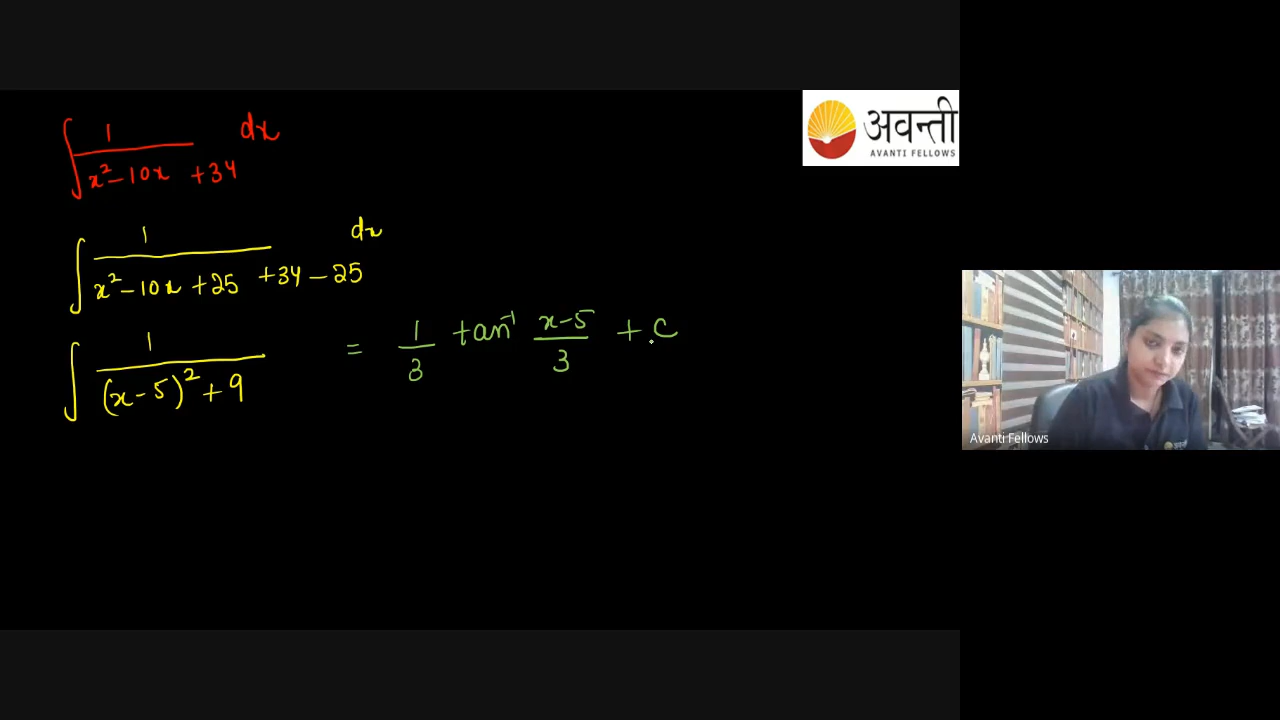 ∫ 1/(x² - 10x + 34) dx
∫ 1/(x² - 10x + 25 + 34 - 25) dx
∫ 1/((x - 5)² + 9) = 1/3 tan⁻¹ (x-5)/3 + C
अवन्ती
AVANTI FELLOWS
Avanti Fellows